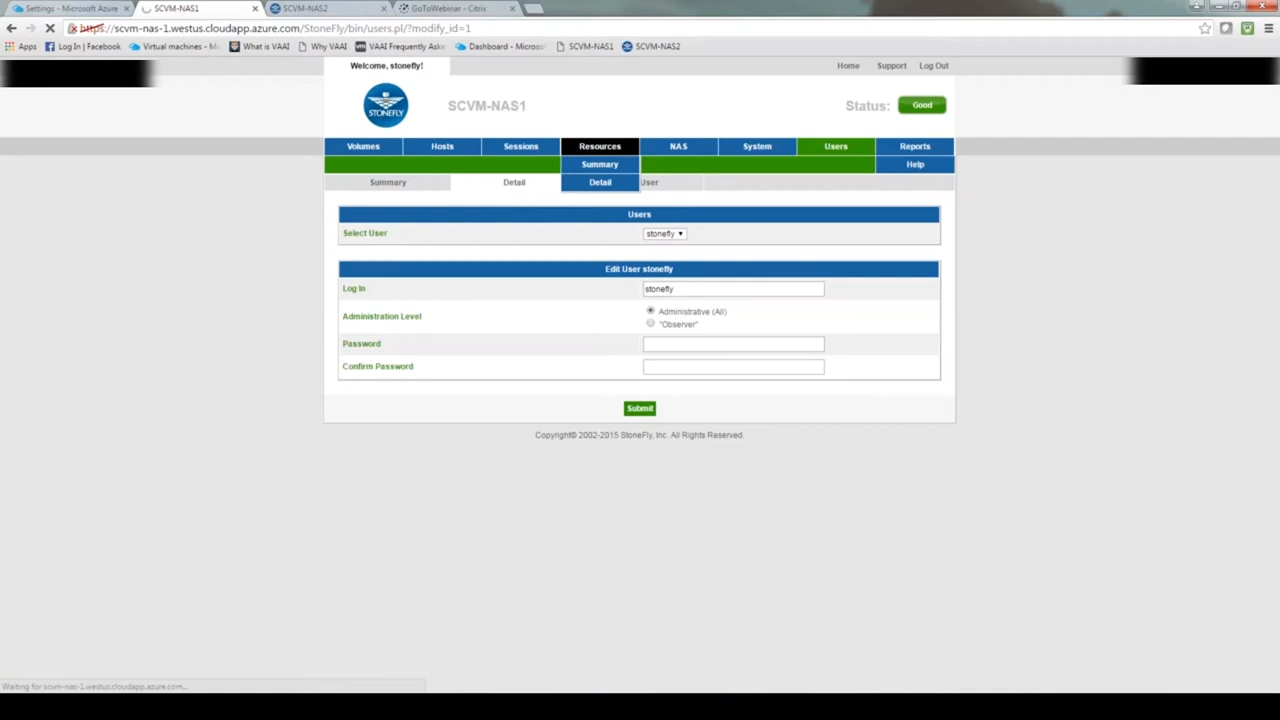 Settings - Microsoft Azure
SCVM-NAS1
SCVM-NAS2
GoToWebinar - Citrix
https://scvm-nas-1.westus.cloudapp.azure.com/StoneFly/bin/users.pl/?modify_id=1
Apps
Log In | Facebook
Virtual machines - Mi
What is VAAI
Why VAAI
VAAI Frequently Aske
Dashboard - Microsof
SCVM-NAS1
SCVM-NAS2
Welcome, stonefly!
Home
Support
Log Out
STONEFLY
SCVM-NAS1
Status:
Good
Volumes
Hosts
Sessions
Resources
NAS
System
Users
Reports
Summary
Help
Summary
Detail
Detail
User
Users
Select User
stonefly
Edit User stonefly
Log In
stonefly
Administration Level
Administrative (All)
"Observer"
Password
Confirm Password
Submit
Copyright© 2002-2015 StoneFly, Inc. All Rights Reserved.
Waiting for scvm-nas-1.westus.cloudapp.azure.com...